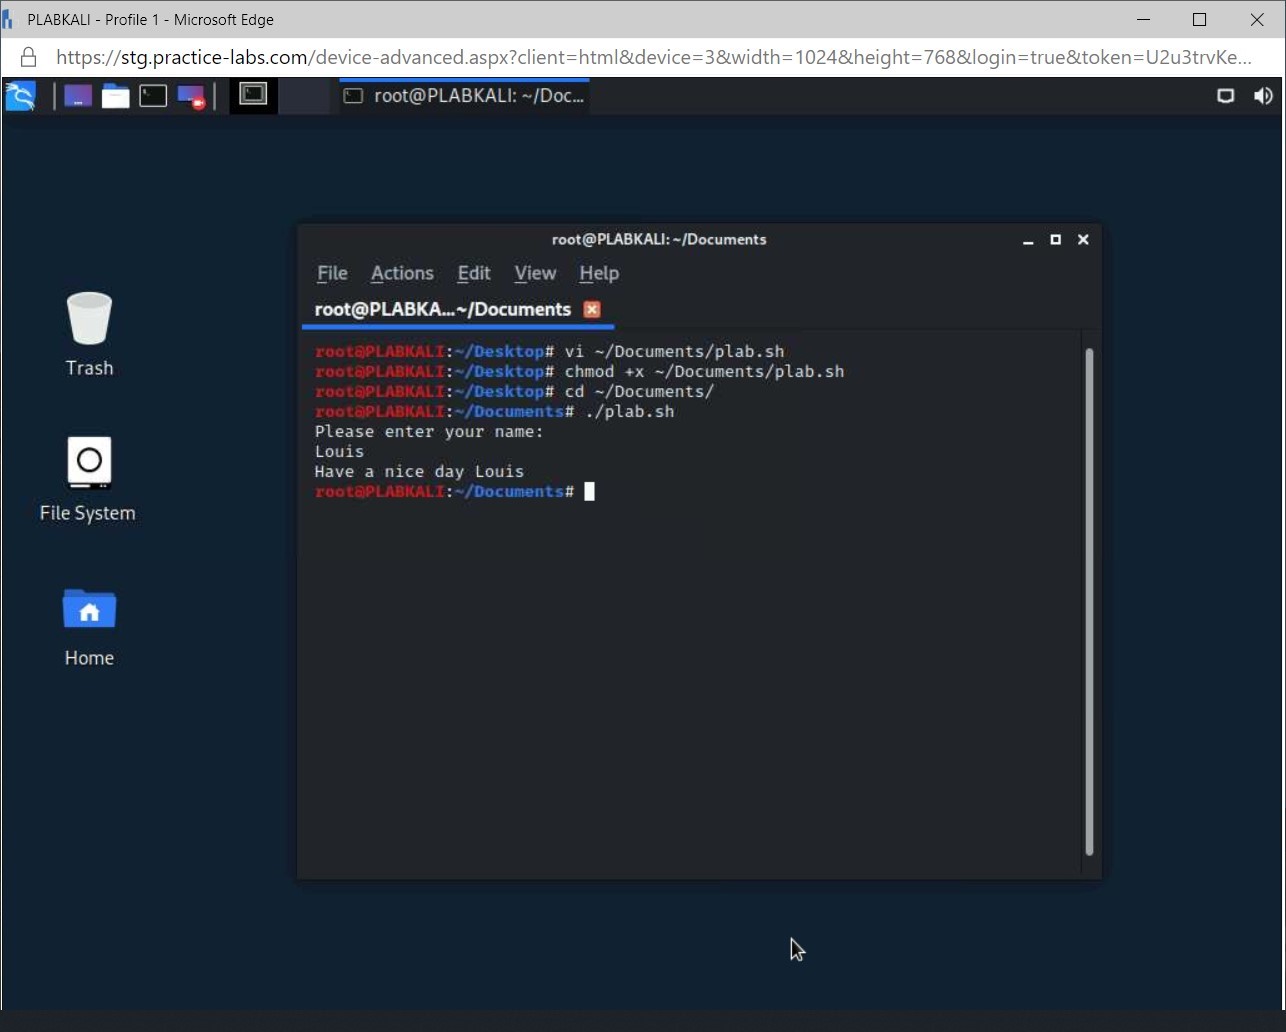 PLABKALI - Profile 1 - Microsoft Edge
https://stg.practice-labs.com/device-advanced.aspx?client=html&device=3&width=1024&height=768&login=true&token=U2u3trvKe...
root@PLABKALI: ~/Doc...
root@PLABKALI: ~/Documents
File Actions Edit View Help
root@PLABKA...~/Documents
root@PLABKALI:~/Desktop# vi ~/Documents/plab.sh
root@PLABKALI:~/Desktop# chmod +x ~/Documents/plab.sh
root@PLABKALI:~/Desktop# cd ~/Documents/
root@PLABKALI:~/Documents# ./plab.sh
Please enter your name:
Louis
Have a nice day Louis
root@PLABKALI:~/Documents#
Trash
File System
Home